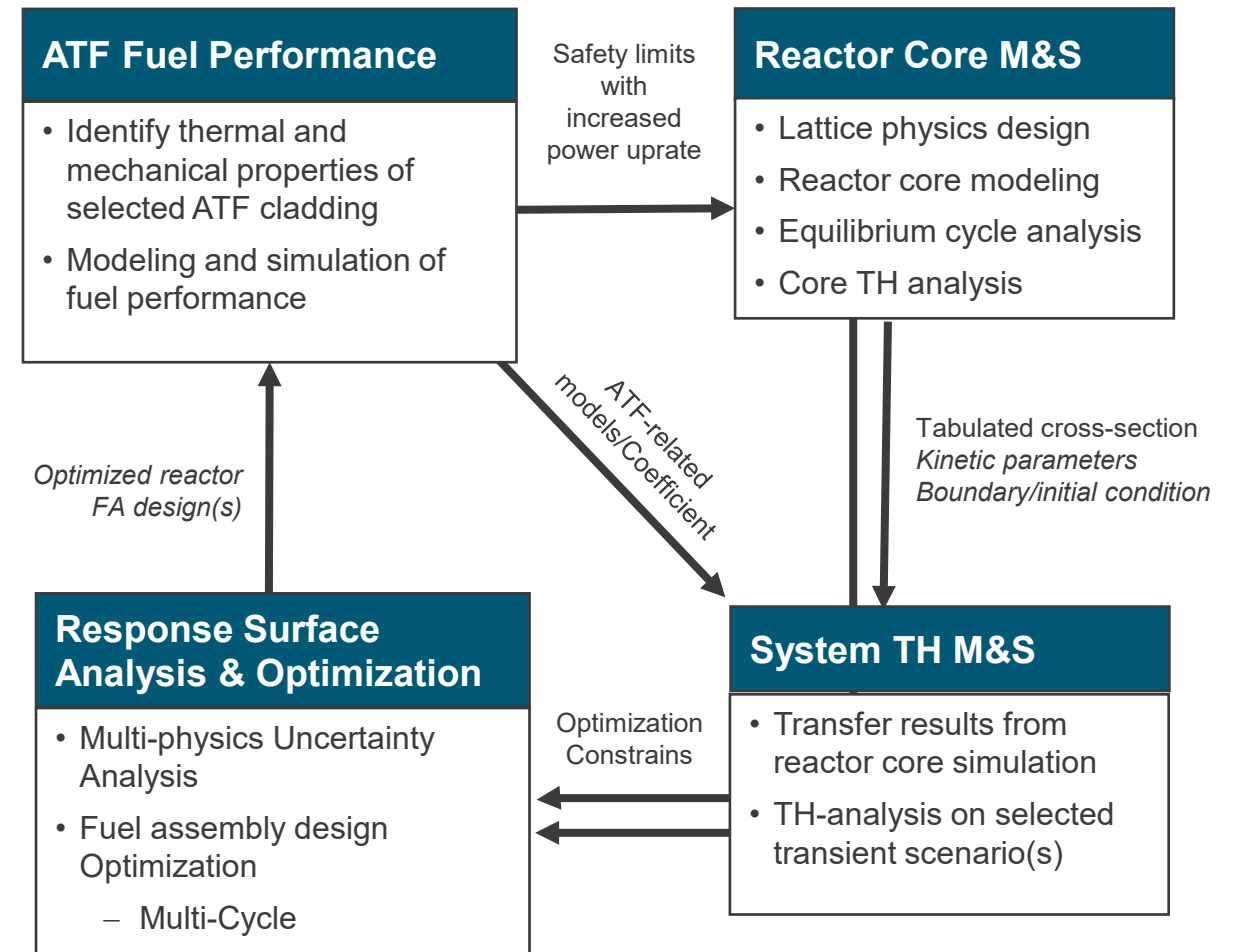 ATF Fuel Performance
• Identify thermal and
mechanical properties of
selected ATF cladding
• Modeling and simulation of
fuel performance
Safety limits
with
increased
power uprate
Reactor Core M&S
• Lattice physics design
• Reactor core modeling
• Equilibrium cycle analysis
• Core TH analysis
ATF-related
models/Coefficient
Tabulated cross-section
Kinetic parameters
Boundary/initial condition
Optimized reactor
FA design(s)
Response Surface
Analysis & Optimization
• Multi-physics Uncertainty
Analysis
• Fuel assembly design
Optimization
– Multi-Cycle
Optimization
Constrains
System TH M&S
• Transfer results from
reactor core simulation
• TH-analysis on selected
transient scenario(s)